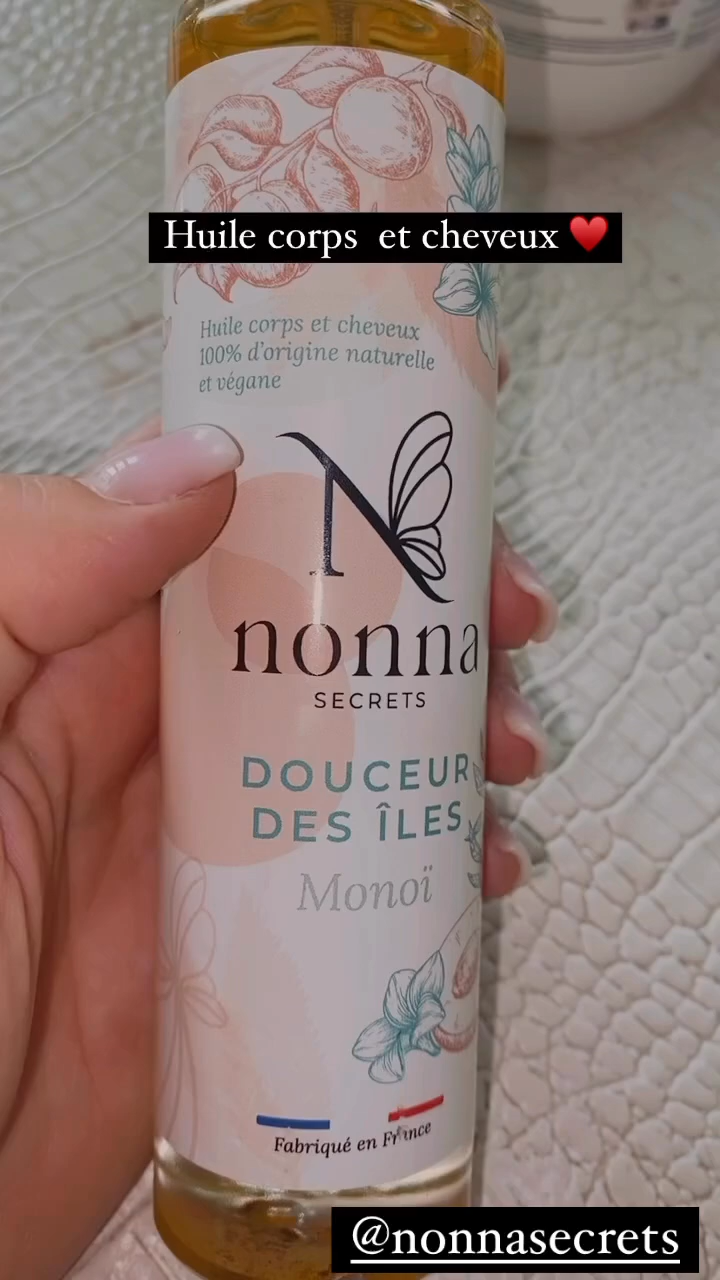 Huile corps et cheveux ❤️
Huile corps et cheveux
100% d'origine naturelle
et végane
N
nonna
SECRETS
DOUCEUR
DES ÎLES
Monoï
Fabriqué en France
@nonnasecrets